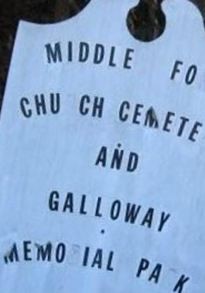 MIDDLE FO
CHU CH CEMETE
AND
GALLOWAY
MEMO IAL PA K